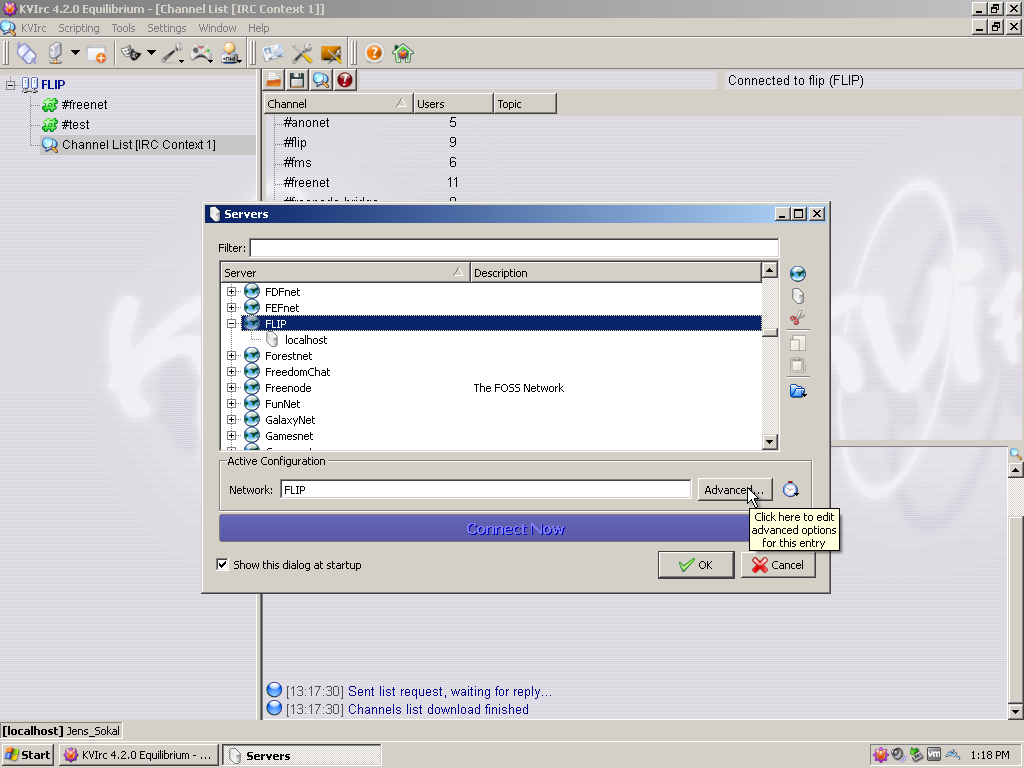 KVIrc 4.2.0 Equilibrium - [Channel List [IRC Context 1]]
KVIrc Scripting Tools Settings Window Help
FLIP
#freenet
#test
Channel List [IRC Context 1]
Connected to flip (FLIP)
Channel Users Topic
#anonet 5
#flip 9
#fms 6
#freenet 11
Servers
Filter:
Server Description
FDFnet
FEFnet
FLIP
localhost
Forestnet
FreedomChat
Freenode The FOSS Network
FunNet
GalaxyNet
Gamesnet
Active Configuration
Network: FLIP Advanced...
Connect Now
Click here to edit
advanced options
for this entry
Show this dialog at startup
OK Cancel
[13:17:30] Sent list request, waiting for reply...
[13:17:30] Channels list download finished
[localhost] Jens_Sokal
Start KVIrc 4.2.0 Equilibrium - ... Servers 1:18 PM